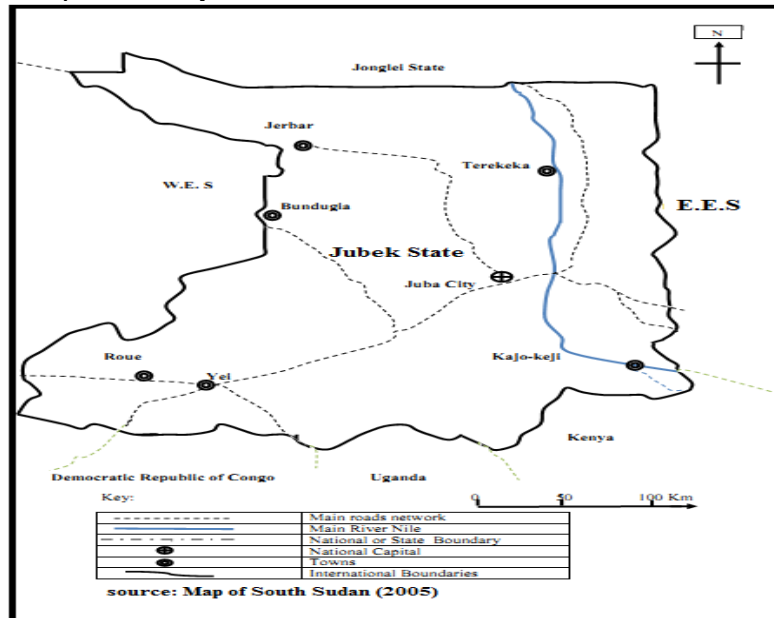 N
Jonglei State
Jerbar
Terekeka
W.E. S
Bundugia
E.E.S
Jubek State
Juba City
Roue
Yei
Kajo-keji
Kenya
Democratic Republic of Congo
Uganda
Key:
0 50 100 Km
Main roads network
Main River Nile
National or State Boundary
National Capital
Towns
International Boundaries
source: Map of South Sudan (2005)